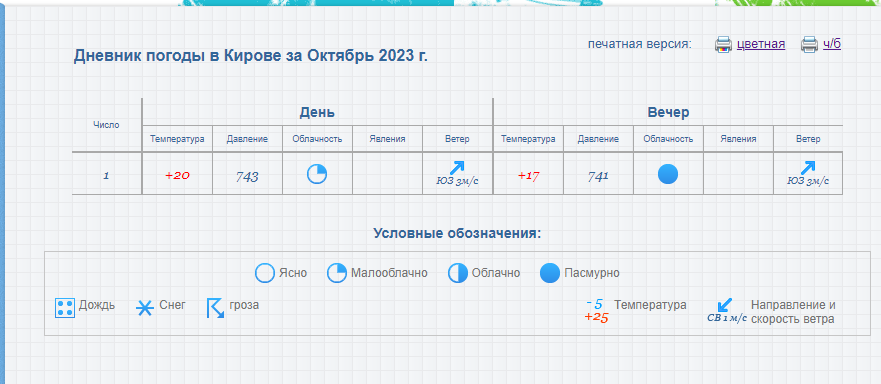 печатная версия: цветная ч/б
Дневник погоды в Кирове за Октябрь 2023 г.
Число День Вечер
Температура Давление Облачность Явления Ветер Температура Давление Облачность Явления Ветер
1 +20 743 ЮЗ 3м/с +17 741 ЮЗ 3м/с
Условные обозначения:
Ясно Малооблачно Облачно Пасмурно
Дождь Снег гроза -5 Температура Направление и
+25 СВ 1 м/с скорость ветра